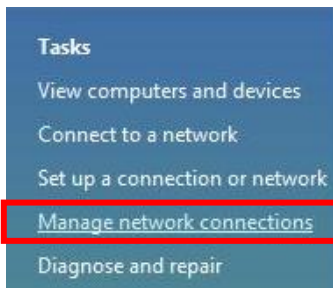 Tasks
View computers and devices
Connect to a network
Set up a connection or network
Manage network connections
Diagnose and repair